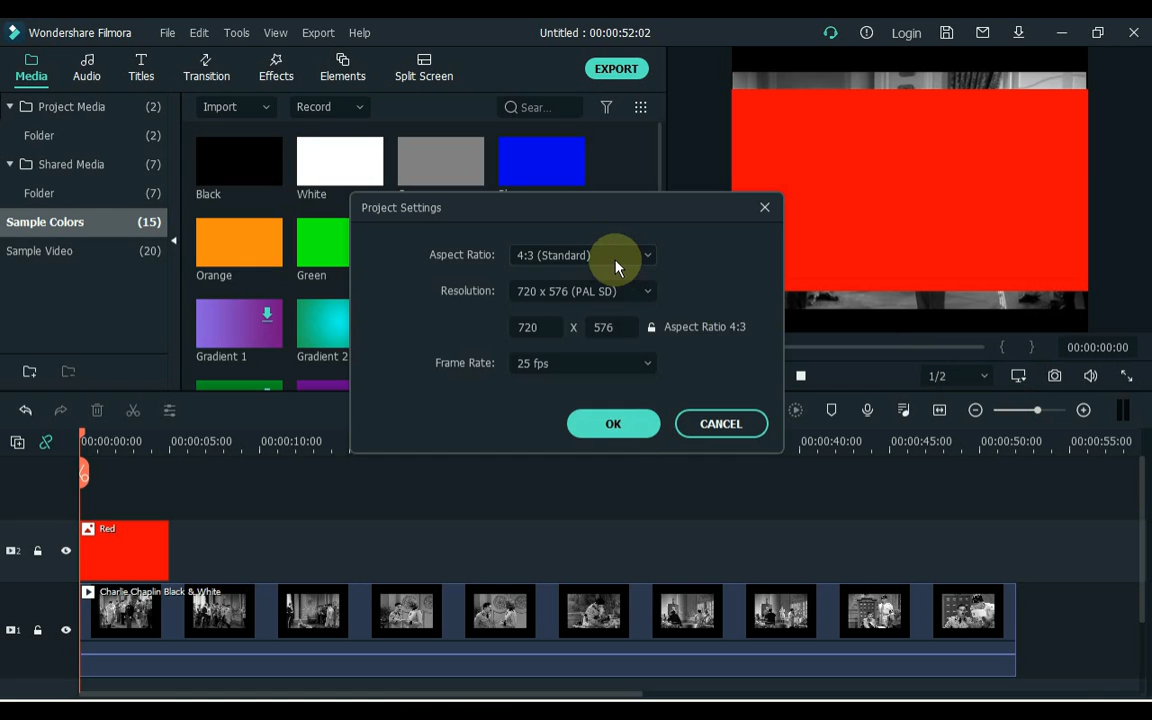 Wondershare Filmora File Edit Tools View Export Help Untitled : 00:00:52:02 Login
Media Audio Titles Transition Effects Elements Split Screen EXPORT
Project Media (2) Import Record Sear...
Folder (2)
Shared Media (7)
Folder (7)
Black White
Sample Colors (15)
Sample Video (20)
Orange Green
Gradient 1 Gradient 2
Project Settings
Aspect Ratio: 4:3 (Standard)
Resolution: 720 x 576 (PAL SD)
720 X 576 Aspect Ratio 4:3
Frame Rate: 25 fps
OK CANCEL
{ } 00:00:00:00
1/2
00:00:00:00 00:00:05:00 00:00:10:00 00:00:40:00 00:00:45:00 00:00:50:00 00:00:55:00
Red
2
Charlie Chaplin Black & White
1